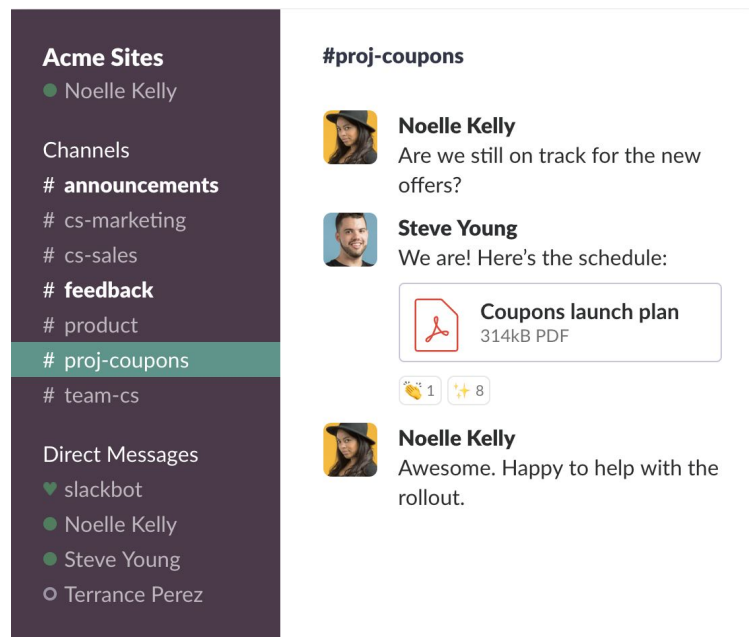 Acme Sites
Noelle Kelly
Channels
# announcements
# cs-marketing
# cs-sales
# feedback
# product
# proj-coupons
# team-cs
Direct Messages
slackbot
Noelle Kelly
Steve Young
Terrance Perez
#proj-coupons
Noelle Kelly
Are we still on track for the new
offers?
Steve Young
We are! Here’s the schedule:
Coupons launch plan
314kB PDF
👏 1 ✨ 8
Noelle Kelly
Awesome. Happy to help with the
rollout.